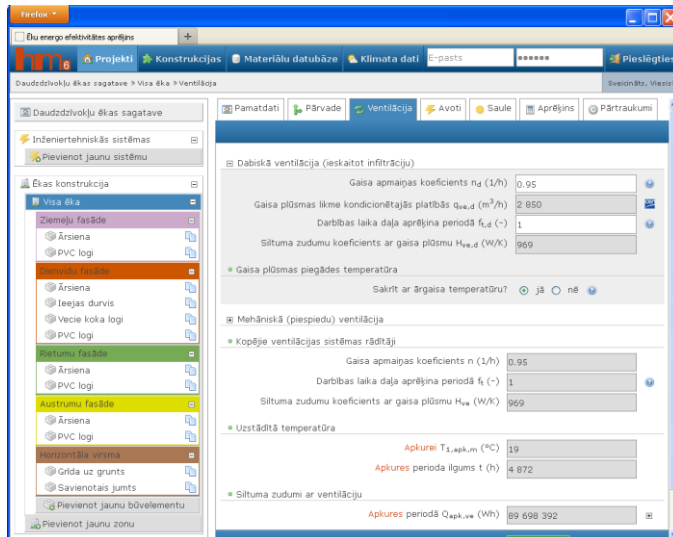 Firefox
Ēku energo efektivitātes aprēķins
hm6 Projekti Konstrukcijas Materiālu datubāze Klimata dati E-pasts Pieslēgties
Daudzdzīvokļu ēkas sagatave » Visa ēka » Ventilācija Sveicināts, Viesis
Daudzdzīvokļu ēkas sagatave
Pamatdati Pārvade Ventilācija Avoti Saule Aprēķins Pārtraukumi
Inženiertehniskās sistēmas
Pievienot jaunu sistēmu
Ēkas konstrukcija
Visa ēka
Ziemeļu fasāde
Ārsiena
PVC logi
Dienvidu fasāde
Ārsiena
Ieejas durvis
Vecie koka logi
PVC logi
Rietumu fasāde
Ārsiena
PVC logi
Austrumu fasāde
Ārsiena
PVC logi
Horizontāla virsma
Grīda uz grunts
Savienotais jumts
Pievienot jaunu būvelementu
Pievienot jaunu zonu
Dabiskā ventilācija (ieskaitot infiltrāciju)
Gaisa apmaiņas koeficients nd (1/h) 0.95
Gaisa plūsmas likme kondicionētajās platībās qve,d (m³/h) 2 850
Darbības laika daļa aprēķina periodā ft,d (-) 1
Siltuma zudumu koeficients ar gaisa plūsmu Hve,d (W/K) 969
Gaisa plūsmas piegādes temperatūra
Sakrīt ar ārgaisa temperatūru? jā nē
Mehāniskā (piespiedu) ventilācija
Kopējie ventilācijas sistēmas rādītāji
Gaisa apmaiņas koeficients n (1/h) 0.95
Darbības laika daļa aprēķina periodā ft (-) 1
Siltuma zudumu koeficients ar gaisa plūsmu Hve (W/K) 969
Uzstādītā temperatūra
Apkurei T1,apk,m (°C) 19
Apkures perioda ilgums t (h) 4 872
Siltuma zudumi ar ventilāciju
Apkures periodā Qapk,ve (Wh) 89 698 392